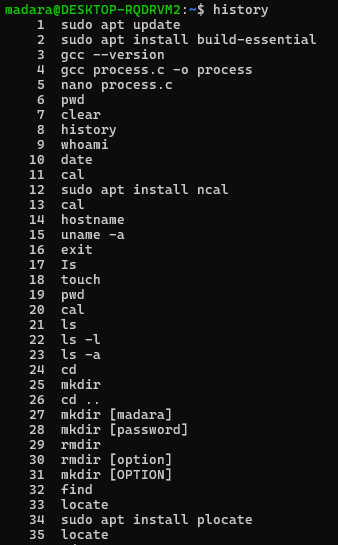 madara@DESKTOP-RQDRVM2:~$ history
1 sudo apt update
2 sudo apt install build-essential
3 gcc --version
4 gcc process.c -o process
5 nano process.c
6 pwd
7 clear
8 history
9 whoami
10 date
11 cal
12 sudo apt install ncal
13 cal
14 hostname
15 uname -a
16 exit
17 Is
18 touch
19 pwd
20 cal
21 ls
22 ls -l
23 ls -a
24 cd
25 mkdir
26 cd ..
27 mkdir [madara]
28 mkdir [password]
29 rmdir
30 rmdir [option]
31 mkdir [OPTION]
32 find
33 locate
34 sudo apt install plocate
35 locate